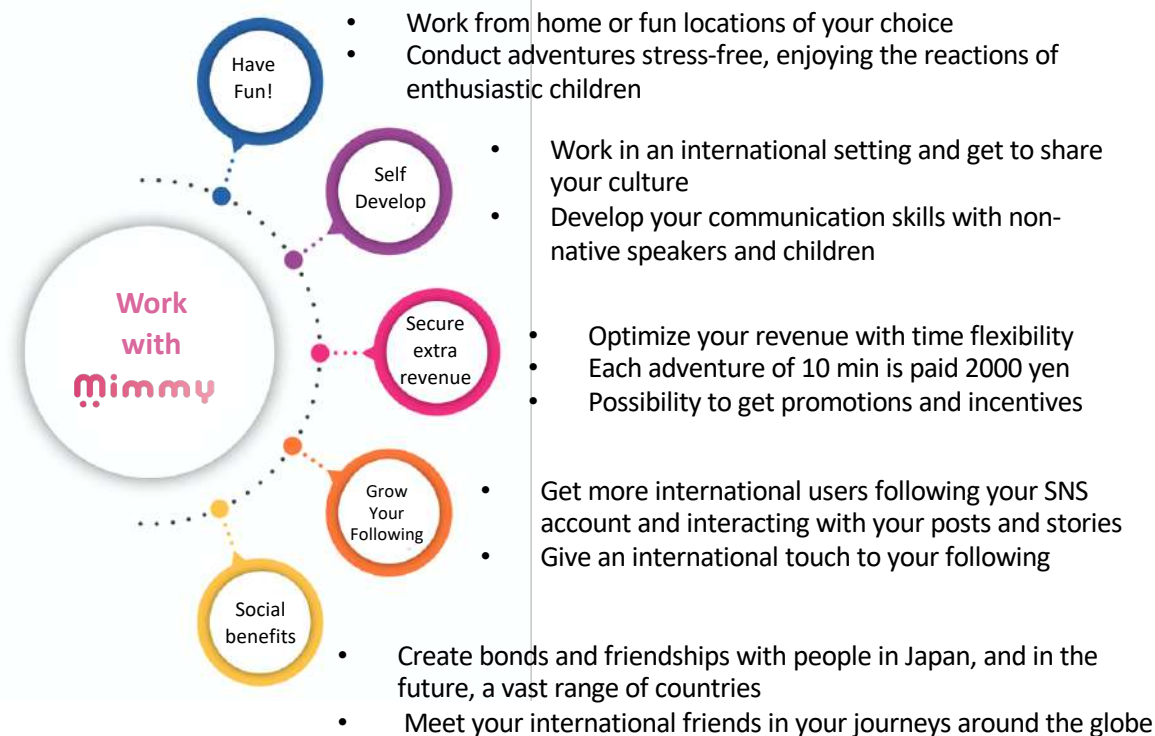 Work
with
mimmy
Have
Fun!
• Work from home or fun locations of your choice
• Conduct adventures stress-free, enjoying the reactions of
enthusiastic children
Self
Develop
• Work in an international setting and get to share
your culture
• Develop your communication skills with non-
native speakers and children
Secure
extra
revenue
• Optimize your revenue with time flexibility
• Each adventure of 10 min is paid 2000 yen
• Possibility to get promotions and incentives
Grow
Your
Following
• Get more international users following your SNS
account and interacting with your posts and stories
• Give an international touch to your following
Social
benefits
• Create bonds and friendships with people in Japan, and in the
future, a vast range of countries
• Meet your international friends in your journeys around the globe